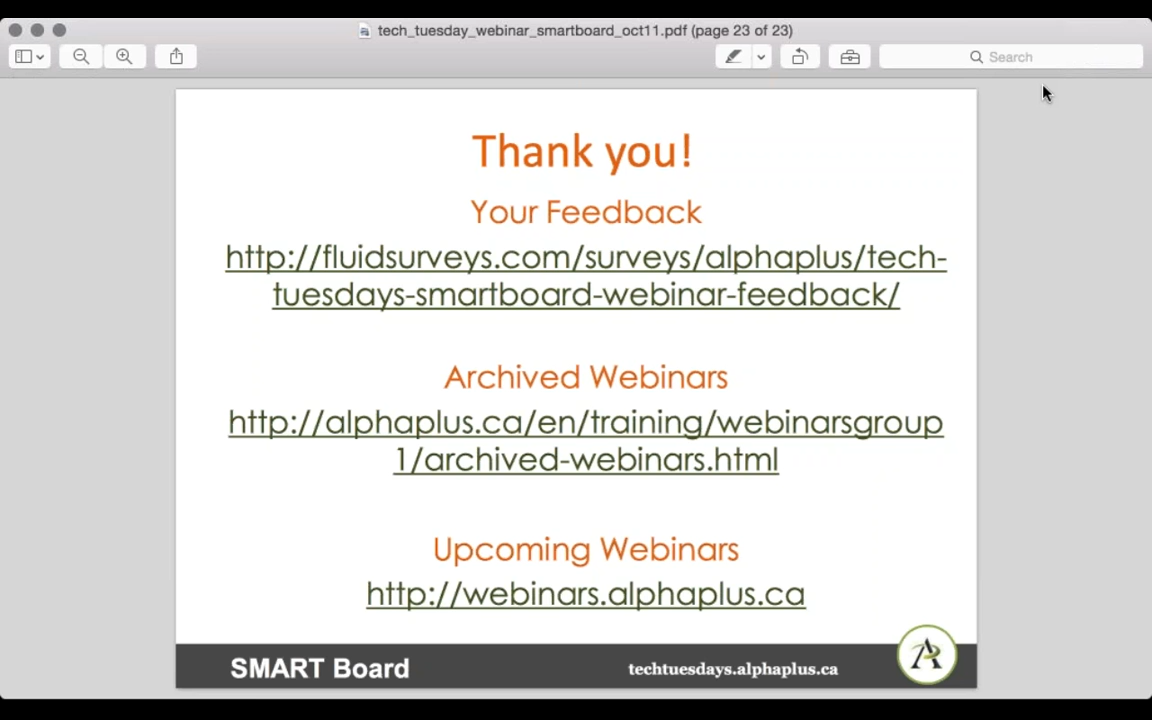 tech_tuesday_webinar_smartboard_oct11.pdf (page 23 of 23)
Search
Thank you!
Your Feedback
http://fluidsurveys.com/surveys/alphaplus/tech-
tuesdays-smartboard-webinar-feedback/
Archived Webinars
http://alphaplus.ca/en/training/webinarsgroup
1/archived-webinars.html
Upcoming Webinars
http://webinars.alphaplus.ca
SMART Board
techtuesdays.alphaplus.ca